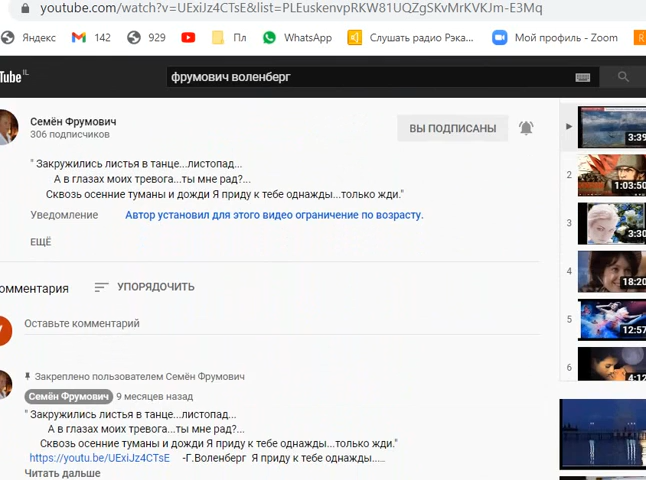 youtube.com/watch?v=UExiJz4CTsE&list=PLEuskenvpRKW81UQZgSKvMrKVKJm-E3Mq
Яндекс 142 929 Пл WhatsApp Слушать радио Рэка... Мой профиль - Zoom
Tube IL фрумович воленберг
Семён Фрумович
306 подписчиков
ВЫ ПОДПИСАНЫ
" Закружились листья в танце...листопад...
А в глазах моих тревога...ты мне рад?...
Сквозь осенние туманы и дожди Я приду к тебе однажды...только жди."
Уведомление Автор установил для этого видео ограничение по возрасту.
ЕЩЁ
омментария УПОРЯДОЧИТЬ
Оставьте комментарий
Закреплено пользователем Семён Фрумович
Семён Фрумович 9 месяцев назад
" Закружились листья в танце...листопад...
А в глазах моих тревога...ты мне рад?...
Сквозь осенние туманы и дожди Я приду к тебе однажды...только жди."
https://youtu.be/UExiJz4CTsE -Г.Воленберг Я приду к тебе однажды.....
Читать дальше
3:39
2 1:03:50
3 3:30
4 18:20
5 12:57
6 4:12